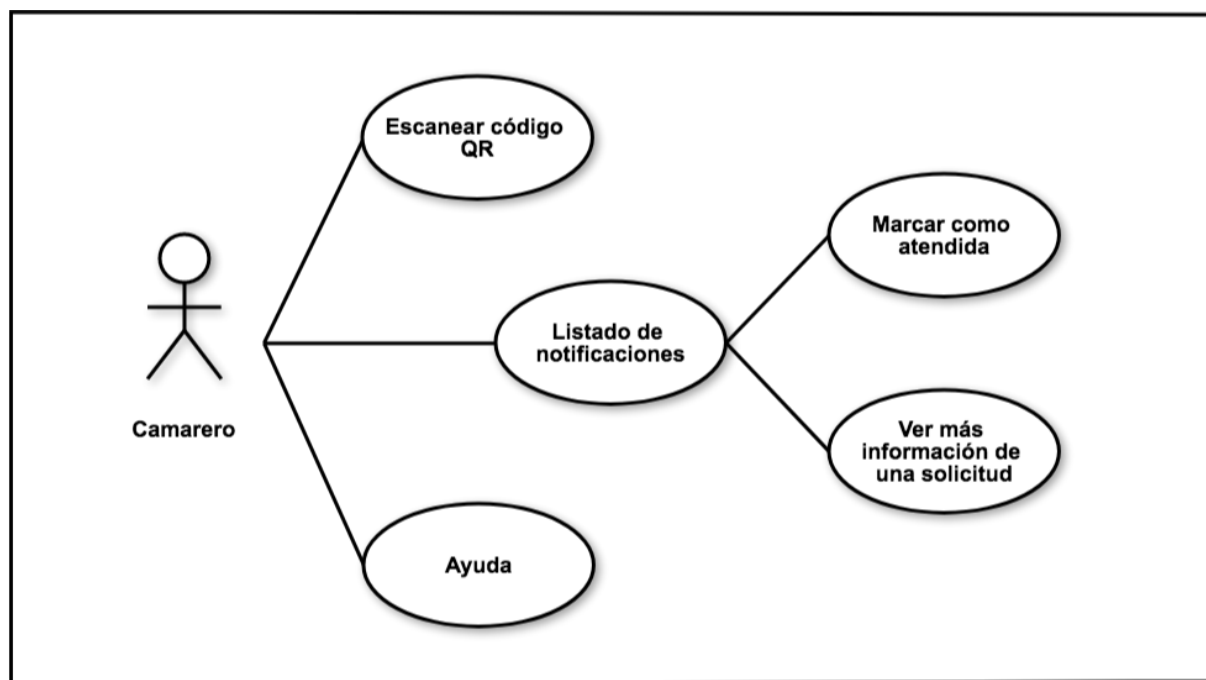 Escanear código
QR
Marcar como
atendida
Listado de
notificaciones
Camarero
Ver más
información de
una solicitud
Ayuda